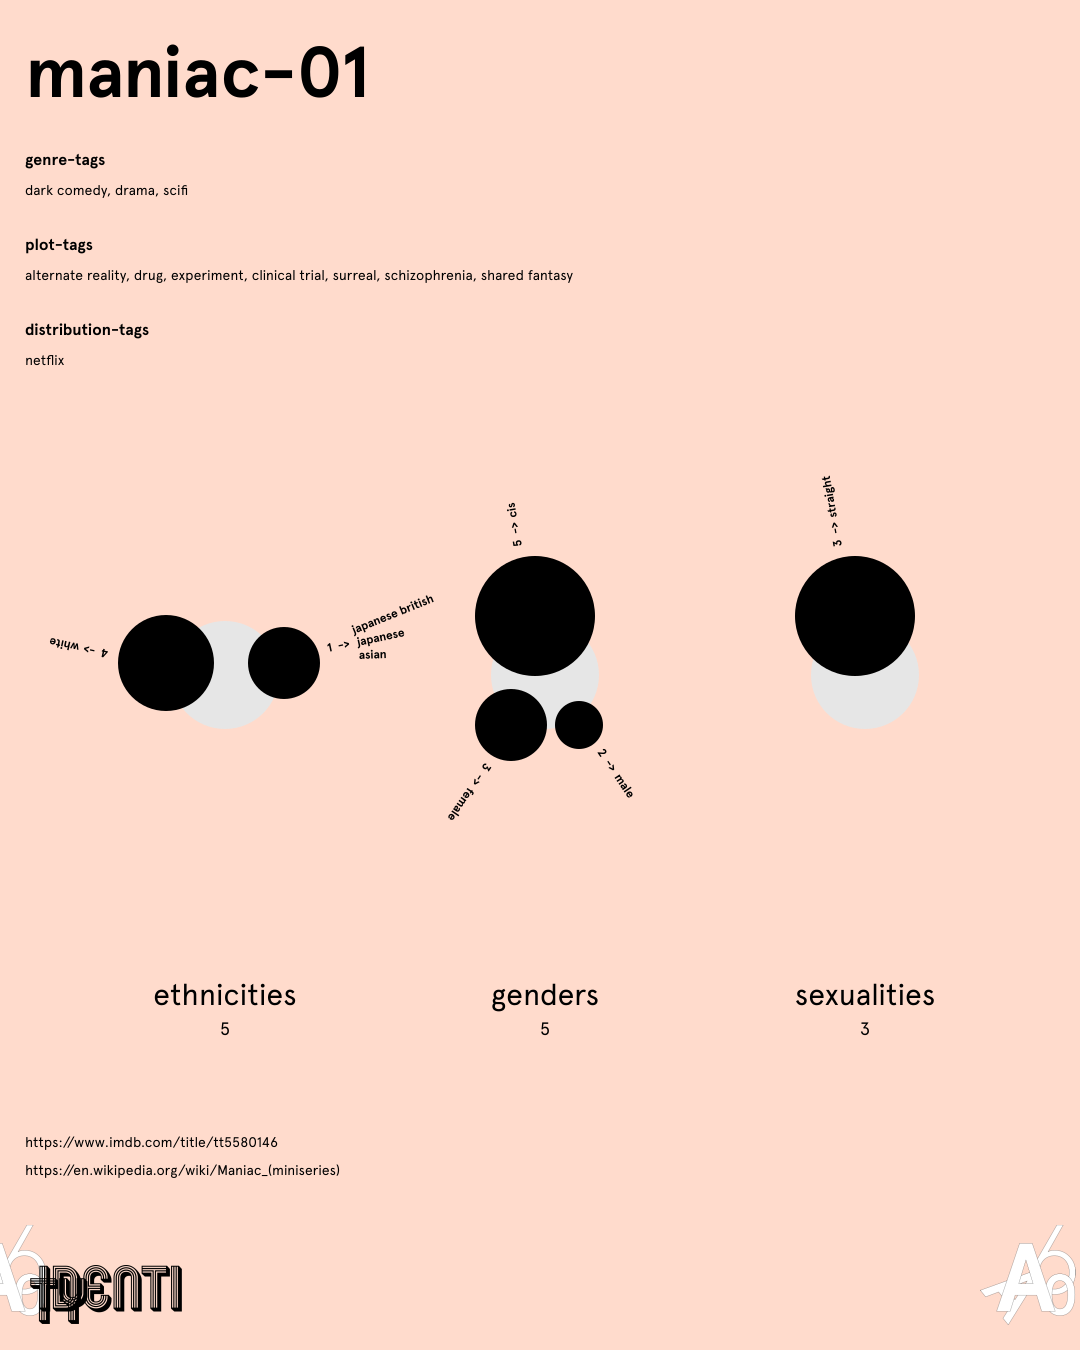 maniac-01
genre-tags
dark comedy, drama, scifi
plot-tags
alternate reality, drug, experiment, clinical trial, surreal, schizophrenia, shared fantasy
distribution-tags
netflix
4 -> white
1 -> japanese british
japanese
asian
5 -> cis
3 -> female
2 -> male
3 -> straight
ethnicities
5
genders
5
sexualities
3
https://www.imdb.com/title/tt5580146
https://en.wikipedia.org/wiki/Maniac_(miniseries)
IDENTI